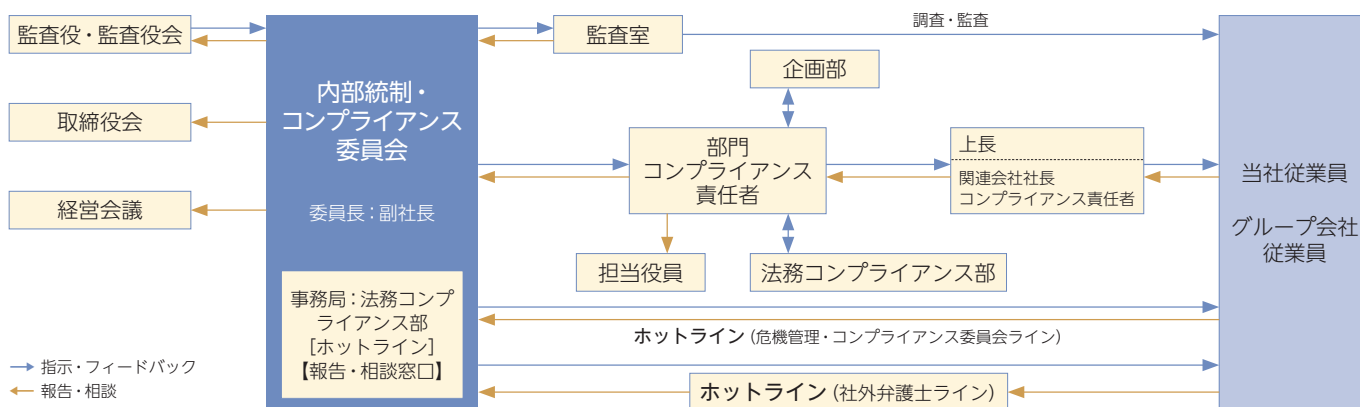 監査役・監査役会
取締役会
経営会議
内部統制・
コンプライアンス
委員会
委員長：副社長
事務局：法務コンプ
ライアンス部
[ホットライン]
【報告・相談窓口】
監査室
調査・監査
企画部
部門
コンプライアンス
責任者
担当役員
法務コンプライアンス部
上長
関連会社社長
コンプライアンス責任者
当社従業員
グループ会社
従業員
ホットライン（危機管理・コンプライアンス委員会ライン）
ホットライン（社外弁護士ライン）
指示・フィードバック
報告・相談